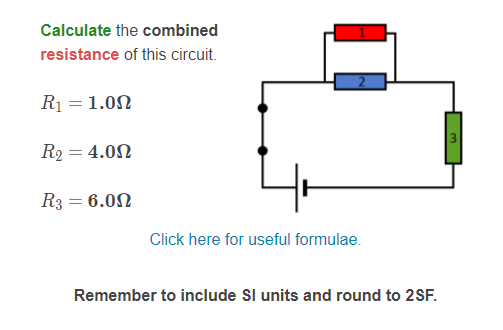 Calculate the combined
resistance of this circuit.
R₁ = 1.0Ω
R₂ = 4.0Ω
R₃ = 6.0Ω
1
2
3
Click here for useful formulae.
Remember to include SI units and round to 2SF.